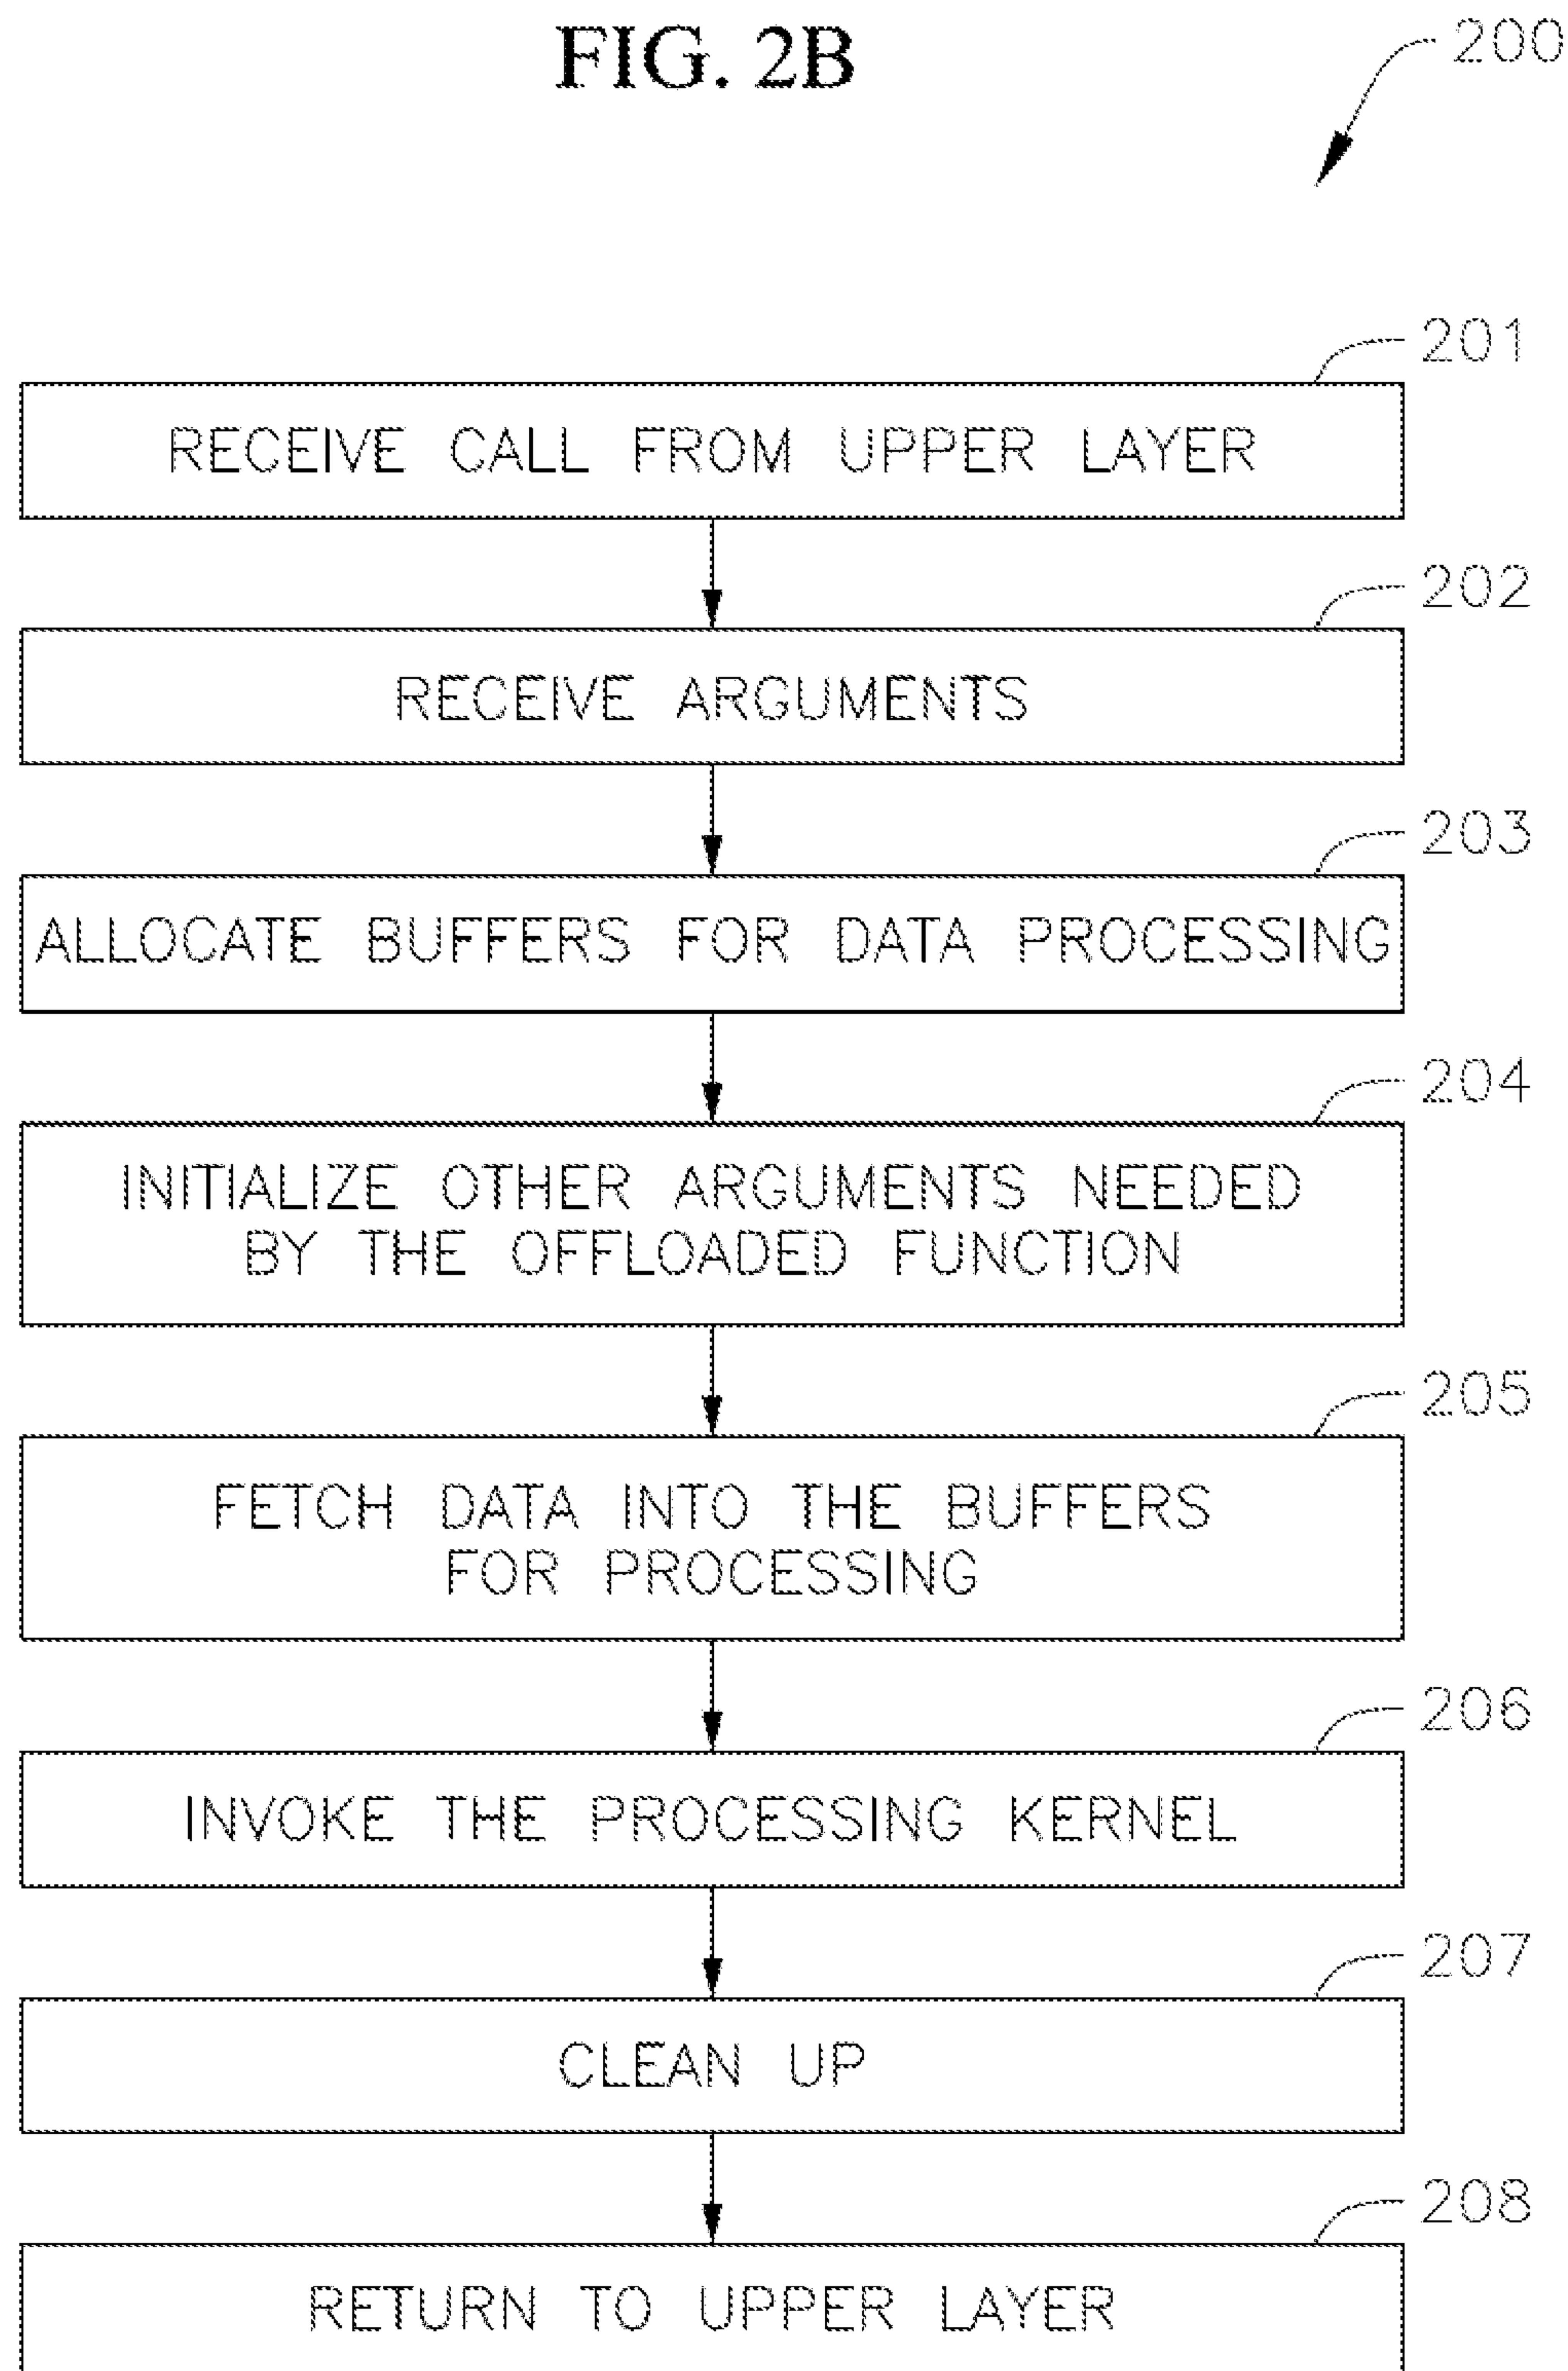 FIG. 2B
200
201
RECEIVE CALL FROM UPPER LAYER
202
RECEIVE ARGUMENTS
203
ALLOCATE BUFFERS FOR DATA PROCESSING
204
INITIALIZE OTHER ARGUMENTS NEEDED
BY THE OFFLOADED FUNCTION
205
FETCH DATA INTO THE BUFFERS
FOR PROCESSING
206
INVOKE THE PROCESSING KERNEL
207
CLEAN UP
208
RETURN TO UPPER LAYER